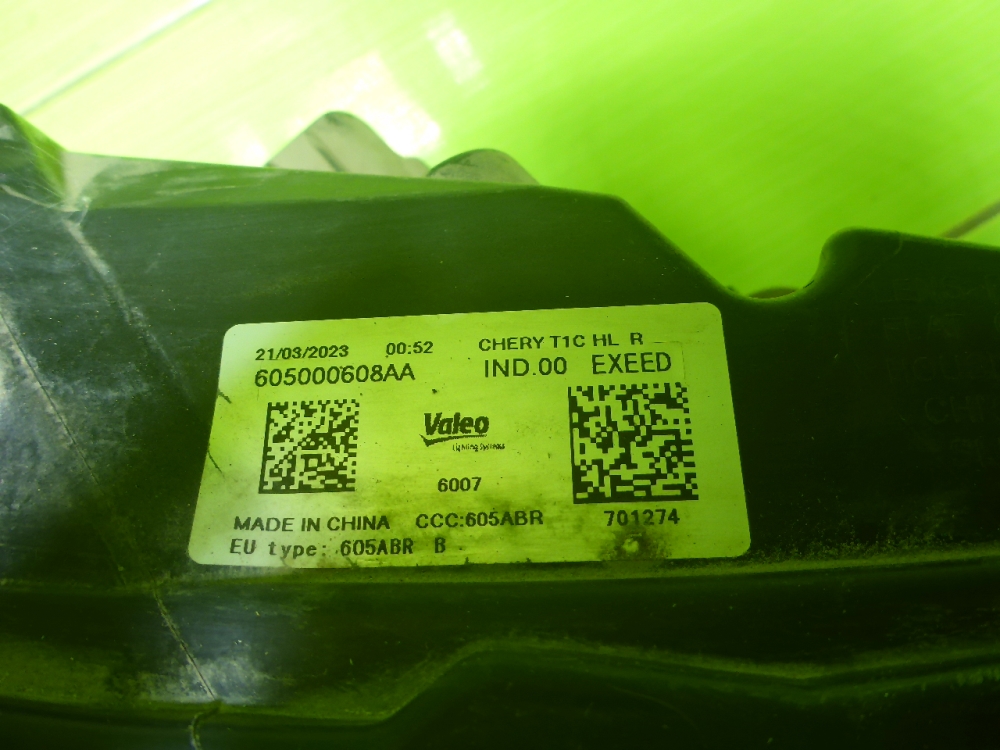 21/03/2023 00:52 CHERY T1C HL R
605000608AA IND.00 EXEED
Valeo
Lighting Systems
6007
MADE IN CHINA CCC:605ABR 701274
EU type: 605ABR B